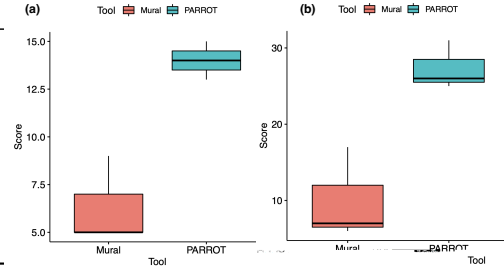 (a) Tool Mural PARROT
15.0
12.5
10.0
7.5
5.0
Score
Mural PARROT
Tool
(b) Tool Mural PARROT
30
20
10
Score
Mural PARROT
Tool